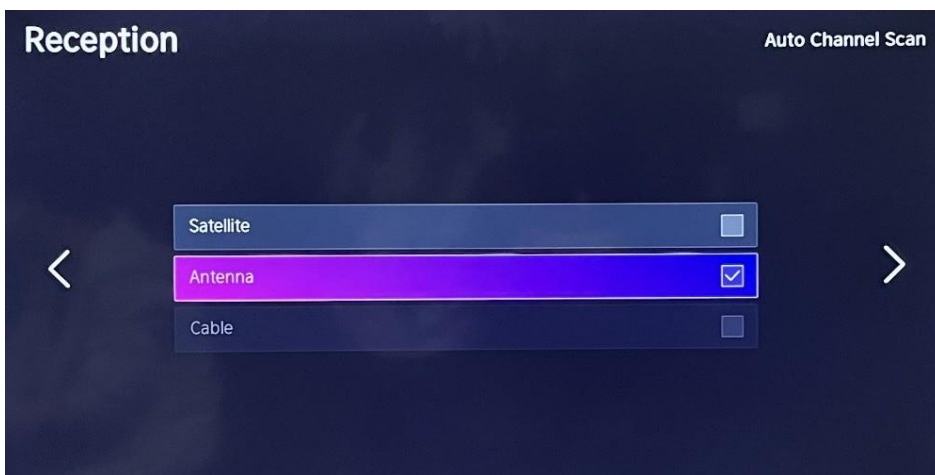 Reception
Auto Channel Scan
Satellite
Antenna
Cable